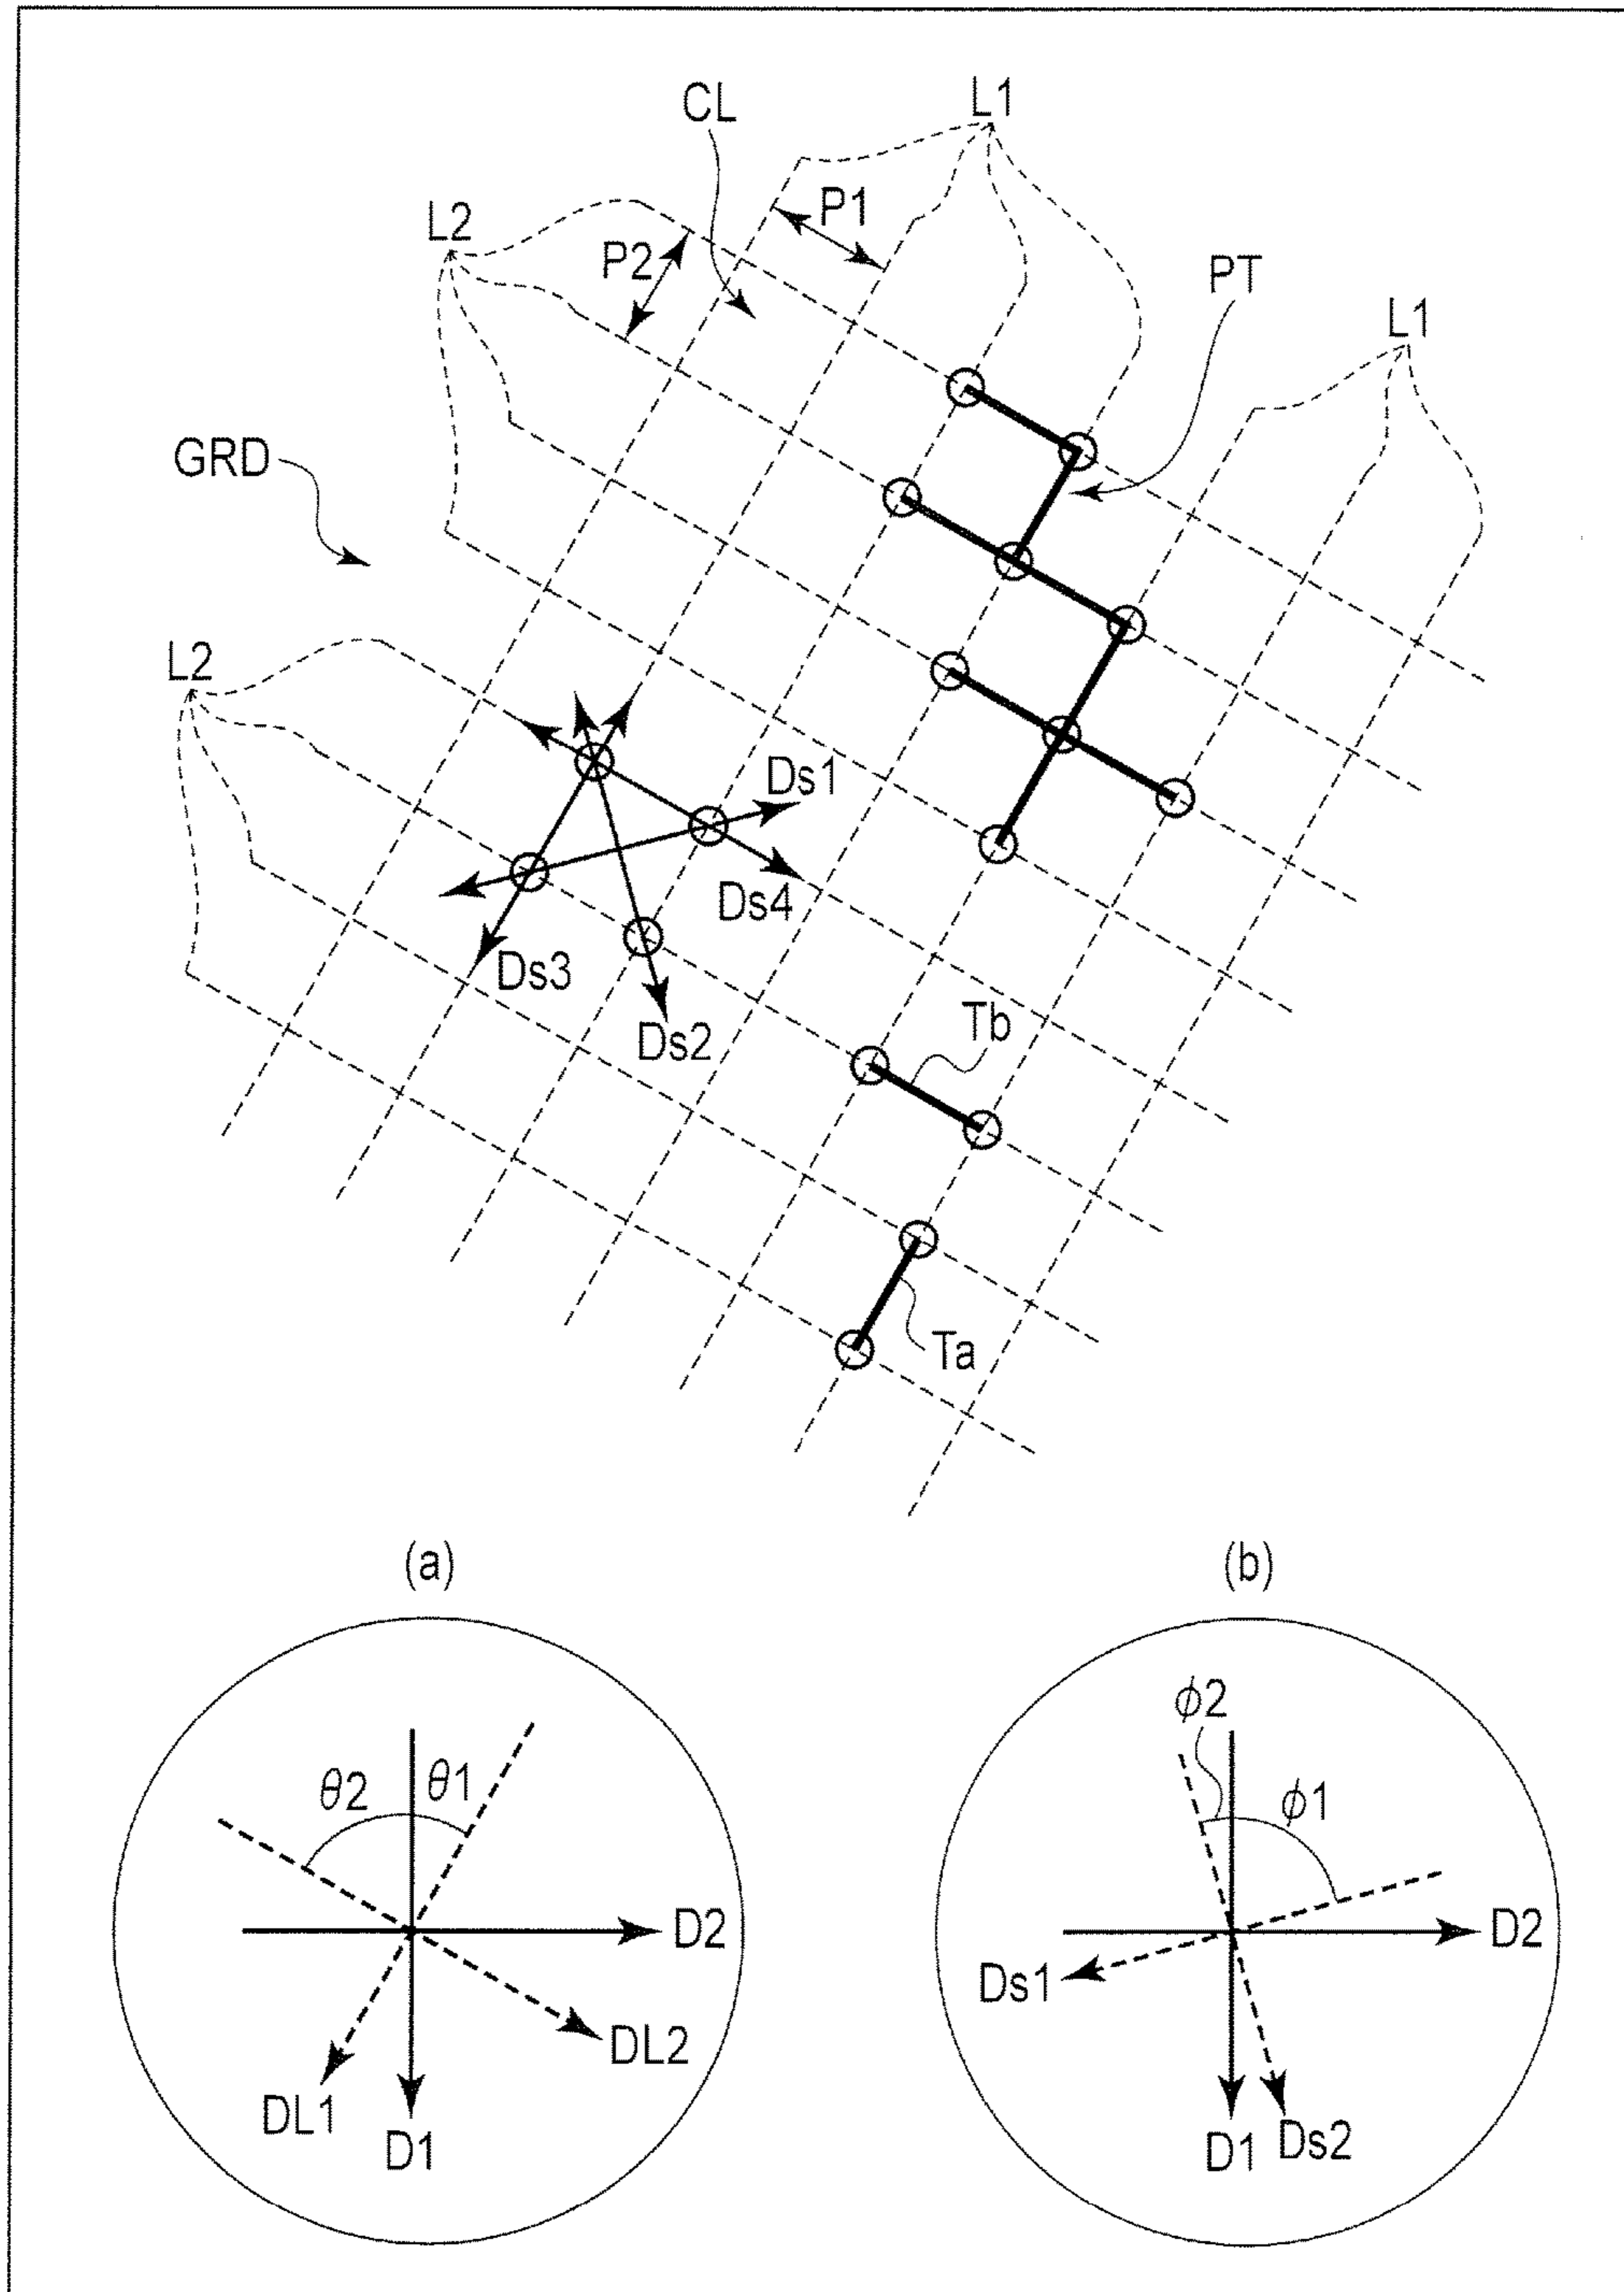 CL
L1
P1
L2
P2
PT
L1
GRD
L2
Ds1
Ds4
Ds3
Ds2
Tb
Ta
(a)
(b)
θ2
θ1
D2
DL2
DL1
D1
ϕ2
ϕ1
D2
Ds1
D1
Ds2